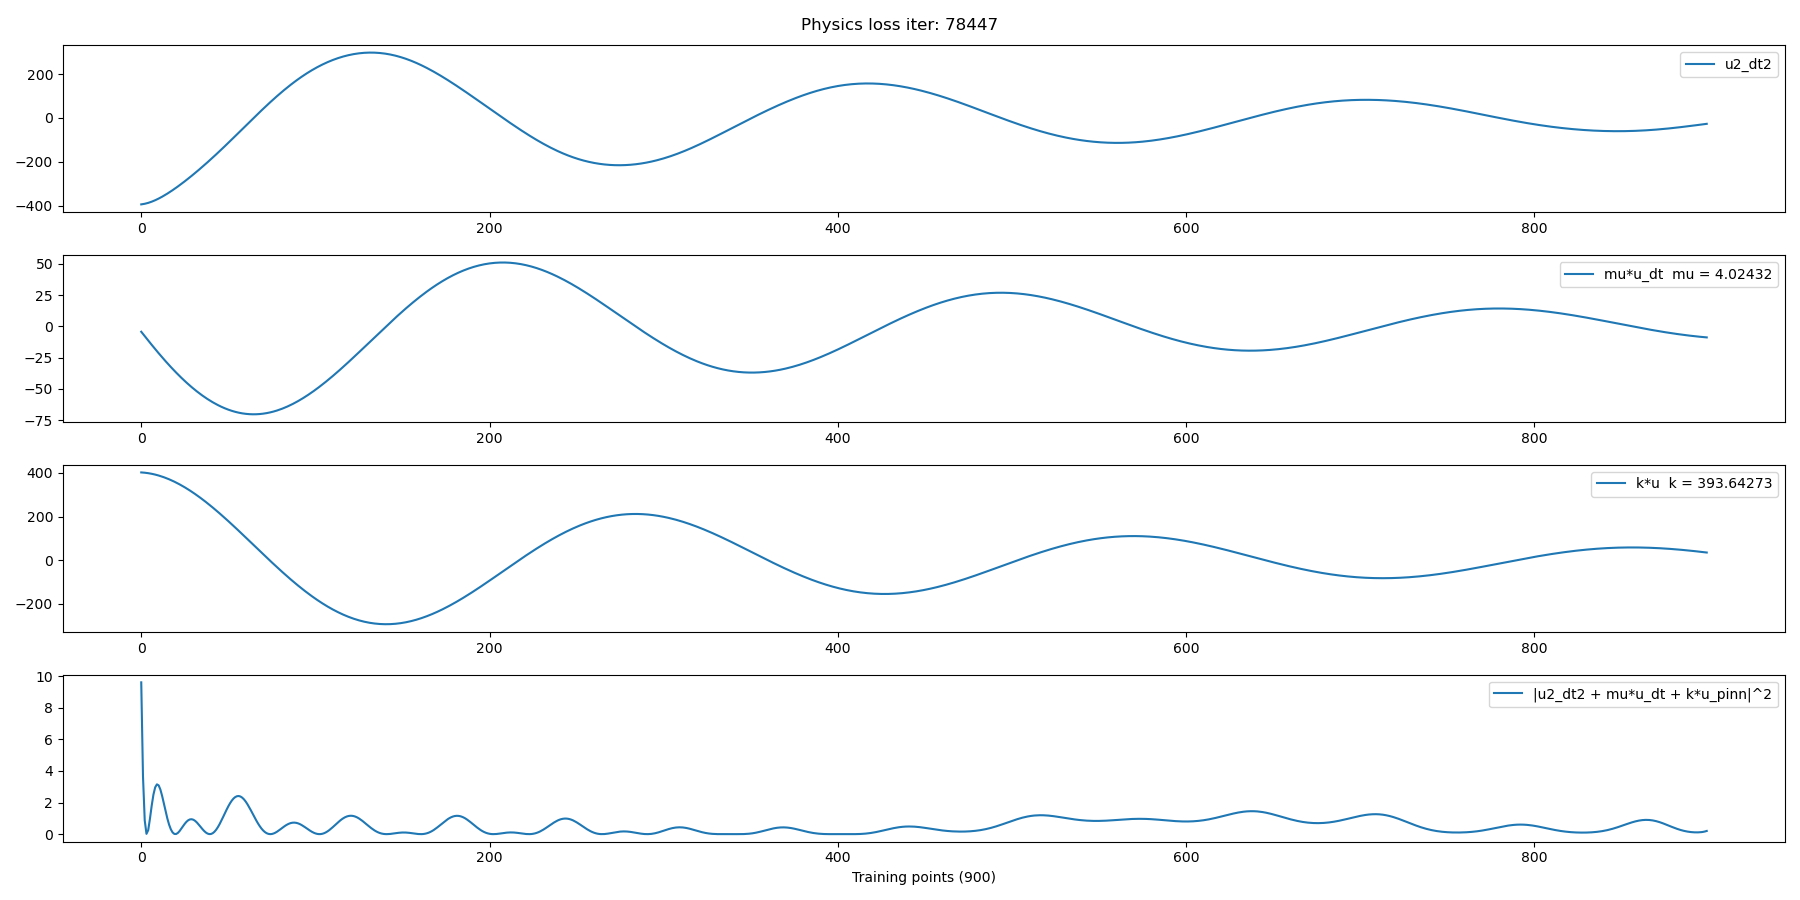 Physics loss iter: 78447
u2_dt2
200
0
−200
−400
0 200 400 600 800
mu*u_dt  mu = 4.02432
50
25
0
−25
−50
−75
0 200 400 600 800
k*u  k = 393.64273
400
200
0
−200
0 200 400 600 800
|u2_dt2 + mu*u_dt + k*u_pinn|^2
10
8
6
4
2
0
0 200 400 600 800
Training points (900)